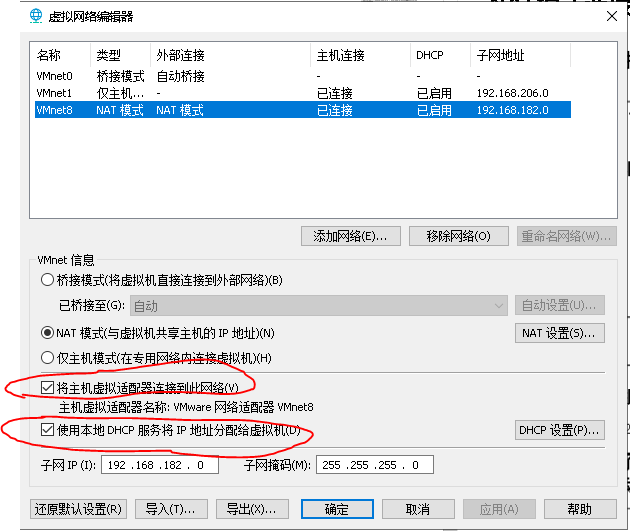 虚拟网络编辑器
名称 类型 外部连接 主机连接 DHCP 子网地址
VMnet0 桥接模式 自动桥接 - - -
VMnet1 仅主机... - 已连接 已启用 192.168.206.0
VMnet8 NAT 模式 NAT 模式 已连接 已启用 192.168.182.0
添加网络(E)... 移除网络(O) 重命名网络(W)...
VMnet 信息
桥接模式(将虚拟机直接连接到外部网络)(B)
已桥接至(G): 自动 自动设置(U)...
NAT 模式(与虚拟机共享主机的 IP 地址)(N) NAT 设置(S)...
仅主机模式(在专用网络内连接虚拟机)(H)
将主机虚拟适配器连接到此网络(V)
主机虚拟适配器名称: VMware 网络适配器 VMnet8
使用本地 DHCP 服务将 IP 地址分配给虚拟机(D) DHCP 设置(P)...
子网 IP (I): 192 .168 .182 . 0 子网掩码(M): 255 .255 .255 . 0
还原默认设置(R) 导入(T)... 导出(X)... 确定 取消 应用(A) 帮助